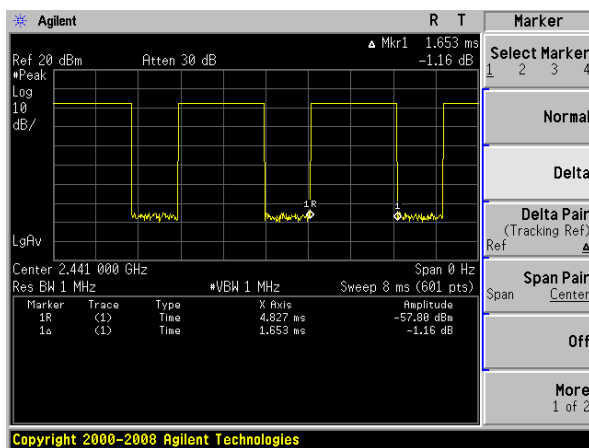 Agilent R T Marker
▵ Mkr1 1.653 ms
Ref 20 dBm Atten 30 dB -1.16 dB
#Peak
Log
10
dB/
1R 1
LgAv
Center 2.441 000 GHz Span 0 Hz
Res BW 1 MHz #VBW 1 MHz Sweep 8 ms (601 pts)
Marker Trace Type X Axis Amplitude
1R (1) Time 4.827 ms -57.80 dBm
1▵ (1) Time 1.653 ms -1.16 dB
Select Marker
1 2 3 4
Normal
Delta
Delta Pair
(Tracking Ref)
Ref ▵
Span Pair
Span Center
Off
More
1 of 2
Copyright 2000-2008 Agilent Technologies